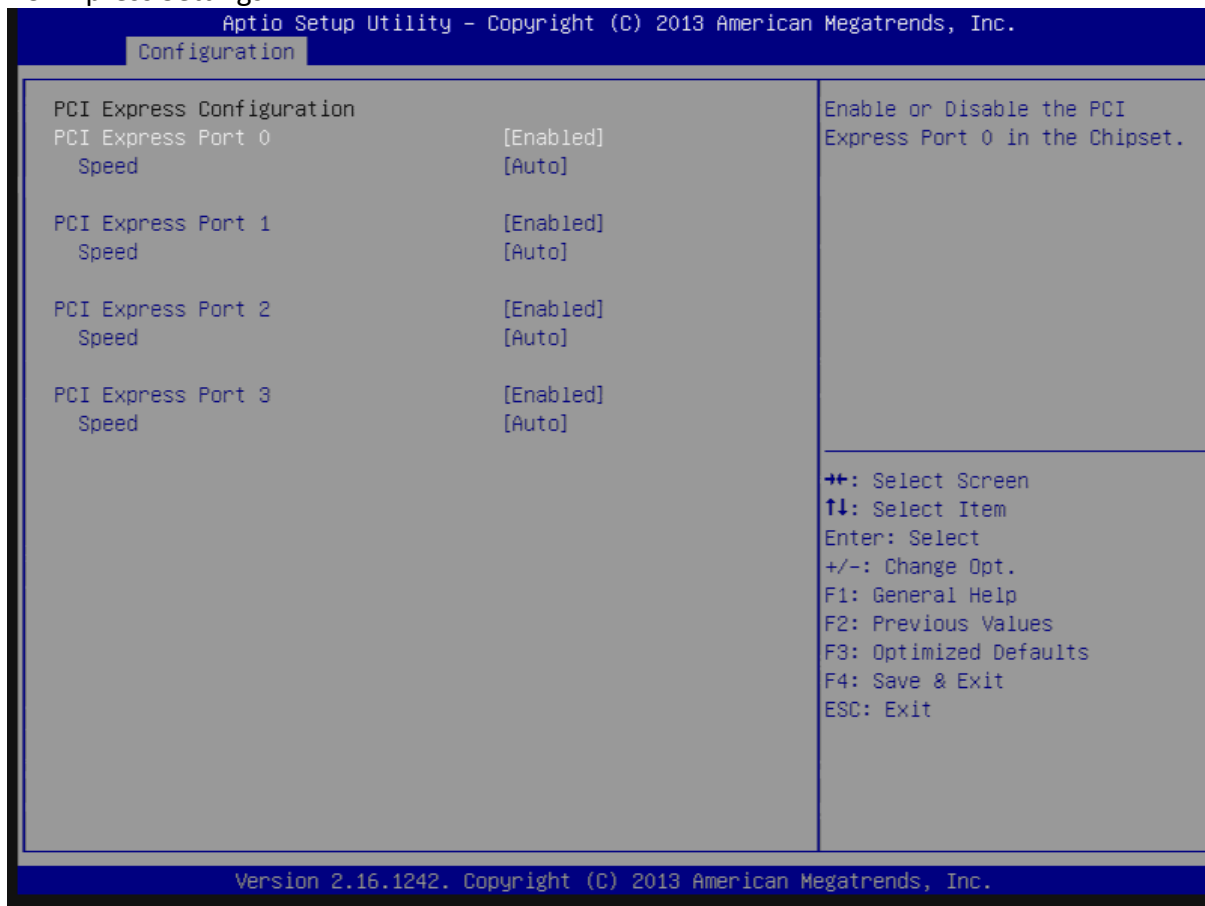 Aptio Setup Utility – Copyright (C) 2013 American Megatrends, Inc.
Configuration
PCI Express Configuration
PCI Express Port 0 [Enabled]
Speed [Auto]
PCI Express Port 1 [Enabled]
Speed [Auto]
PCI Express Port 2 [Enabled]
Speed [Auto]
PCI Express Port 3 [Enabled]
Speed [Auto]
Enable or Disable the PCI
Express Port 0 in the Chipset.
→←: Select Screen
↑↓: Select Item
Enter: Select
+/-: Change Opt.
F1: General Help
F2: Previous Values
F3: Optimized Defaults
F4: Save & Exit
ESC: Exit
Version 2.16.1242. Copyright (C) 2013 American Megatrends, Inc.